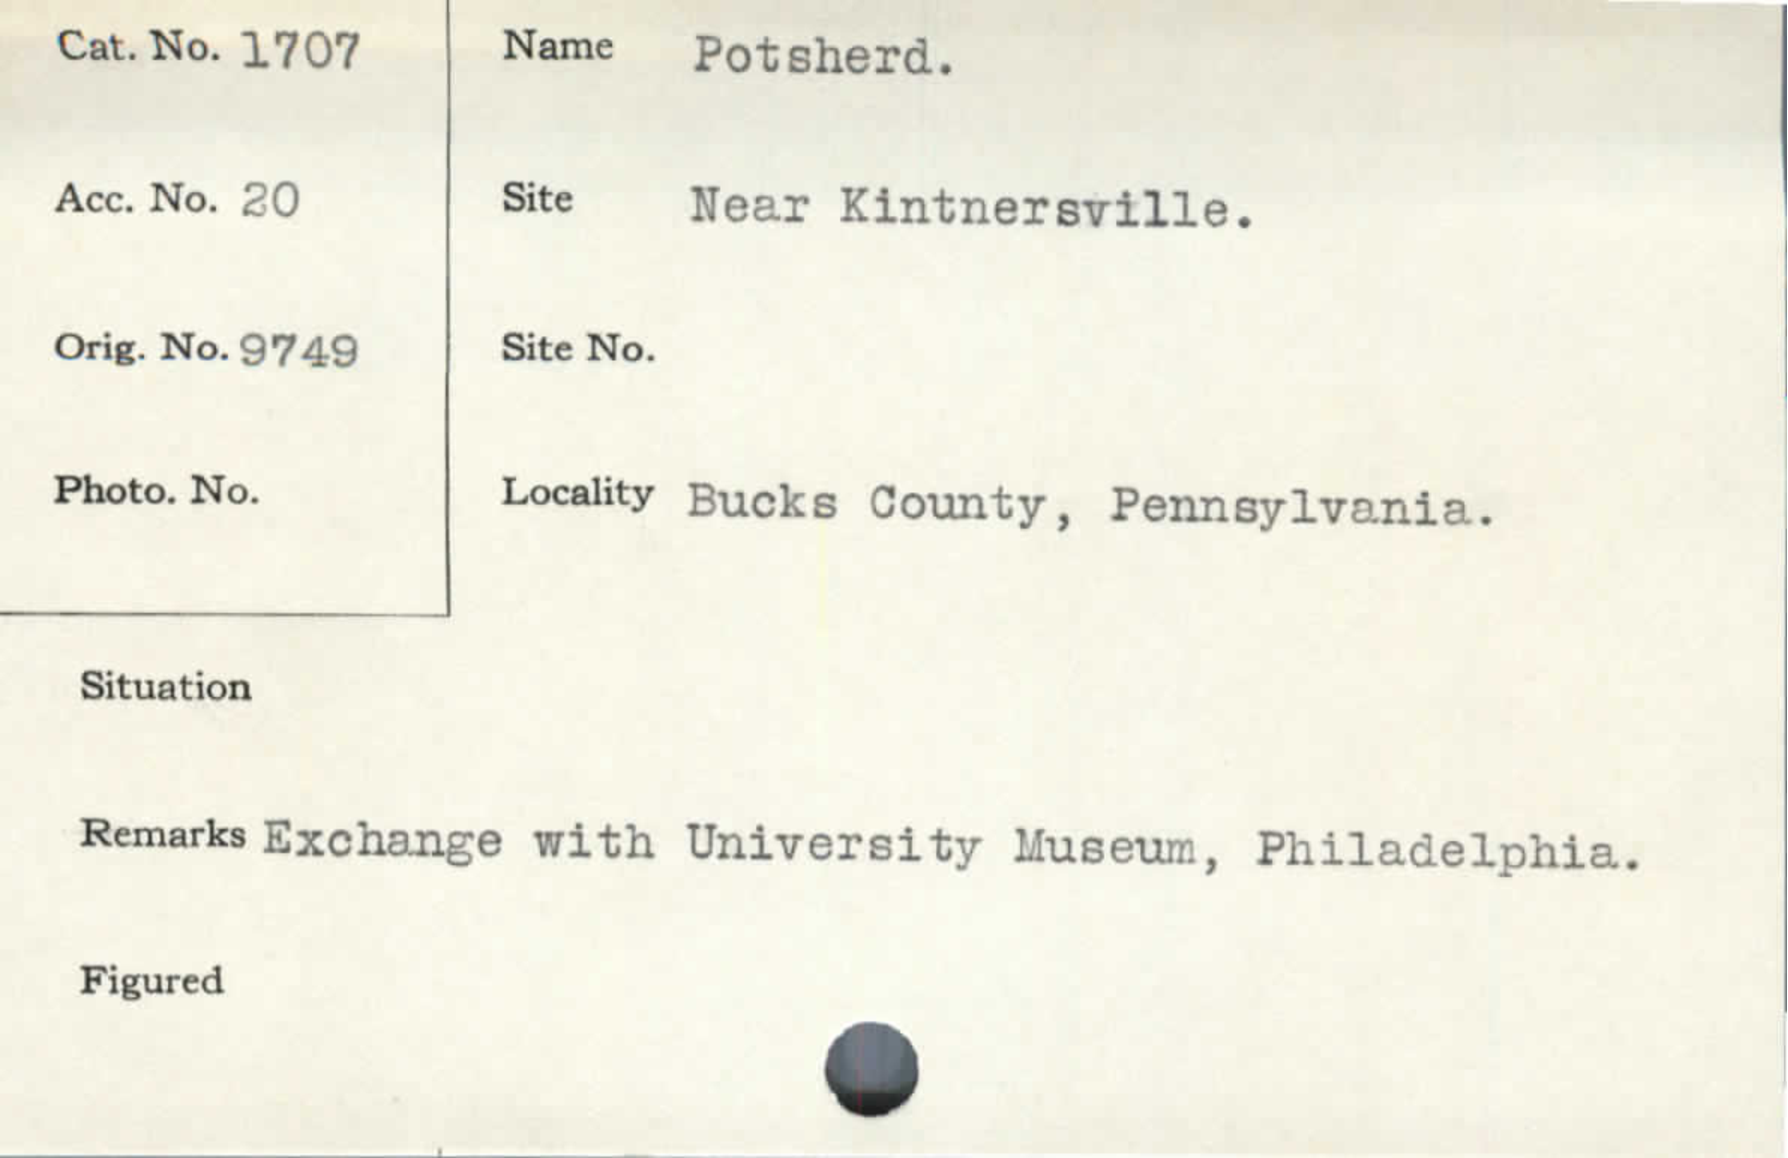 Cat. No. 1707
Name Potsherd.
Acc. No. 20
Site Near Kintnersville.
Orig. No. 9749
Site No.
Photo. No.
Locality Bucks County, Pennsylvania.
Situation
Remarks Exchange with University Museum, Philadelphia.
Figured